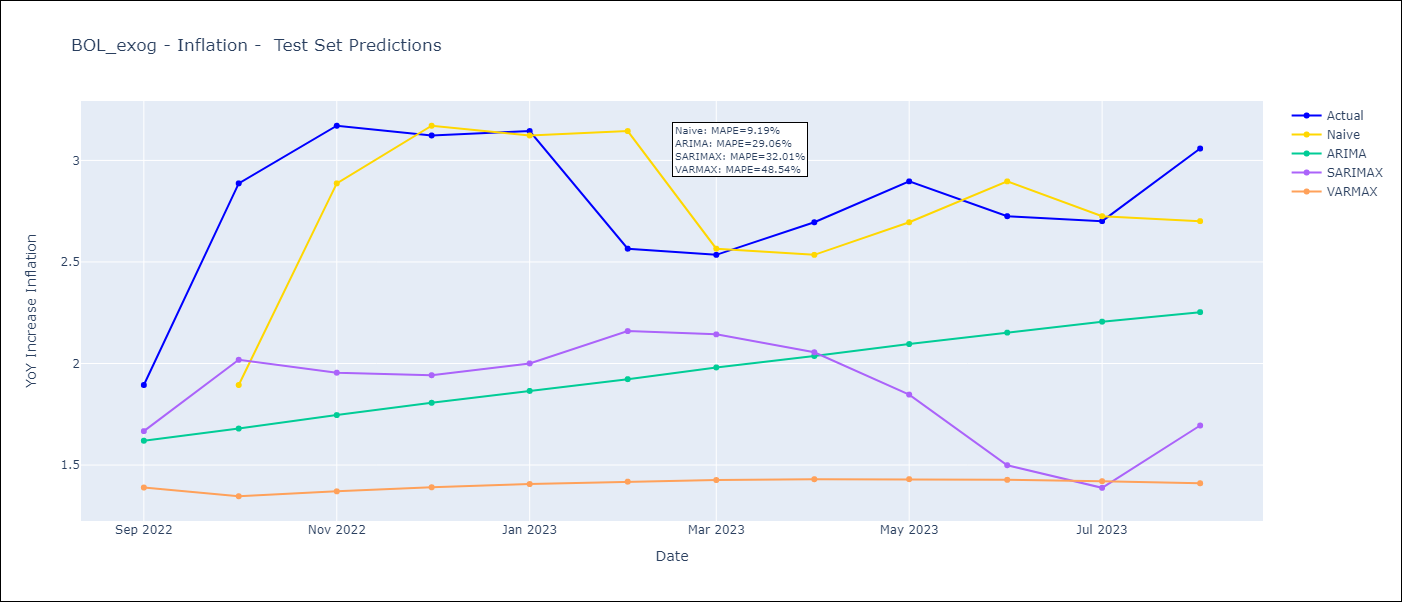 BOL_exog - Inflation -  Test Set Predictions
Naive: MAPE=9.19%
ARIMA: MAPE=29.06%
SARIMAX: MAPE=32.01%
VARMAX: MAPE=48.54%
Actual
Naive
ARIMA
SARIMAX
VARMAX
YoY Increase Inflation
3
2.5
2
1.5
Sep 2022
Nov 2022
Jan 2023
Mar 2023
May 2023
Jul 2023
Date